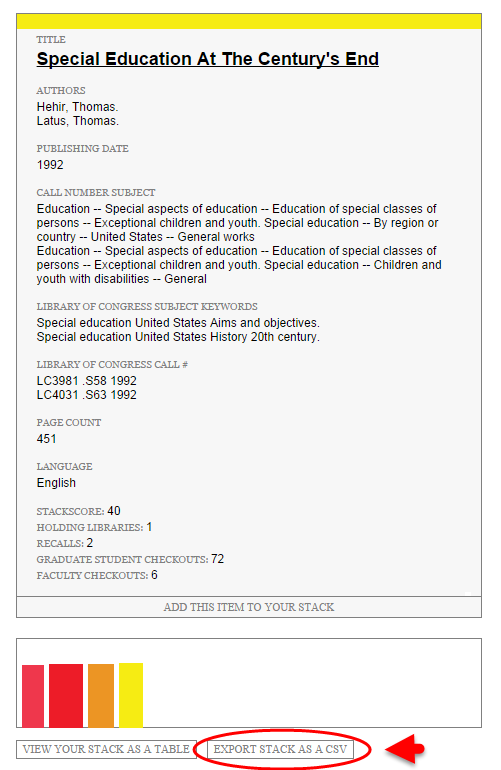 TITLE
Special Education At The Century's End
AUTHORS
Hehir, Thomas.
Latus, Thomas.
PUBLISHING DATE
1992
CALL NUMBER SUBJECT
Education -- Special aspects of education -- Education of special classes of
persons -- Exceptional children and youth. Special education -- By region or
country -- United States -- General works
Education -- Special aspects of education -- Education of special classes of
persons -- Exceptional children and youth. Special education -- Children and
youth with disabilities -- General
LIBRARY OF CONGRESS SUBJECT KEYWORDS
Special education United States Aims and objectives.
Special education United States History 20th century.
LIBRARY OF CONGRESS CALL #
LC3981 .S58 1992
LC4031 .S63 1992
PAGE COUNT
451
LANGUAGE
English
STACKSCORE: 40
HOLDING LIBRARIES: 1
RECALLS: 2
GRADUATE STUDENT CHECKOUTS: 72
FACULTY CHECKOUTS: 6
ADD THIS ITEM TO YOUR STACK
VIEW YOUR STACK AS A TABLE
EXPORT STACK AS A CSV